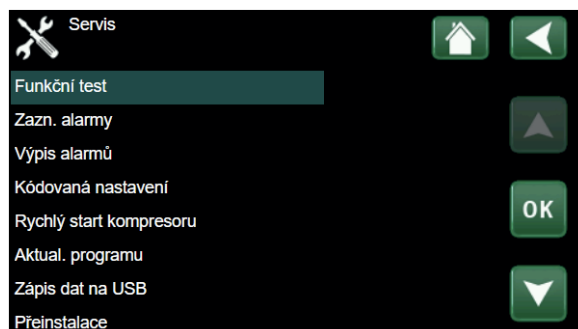 Servis
Funkční test
Zazn. alarmy
Výpis alarmů
Kódovaná nastavení
Rychlý start kompresoru
OK
Aktual. programu
Zápis dat na USB
Přeinstalace